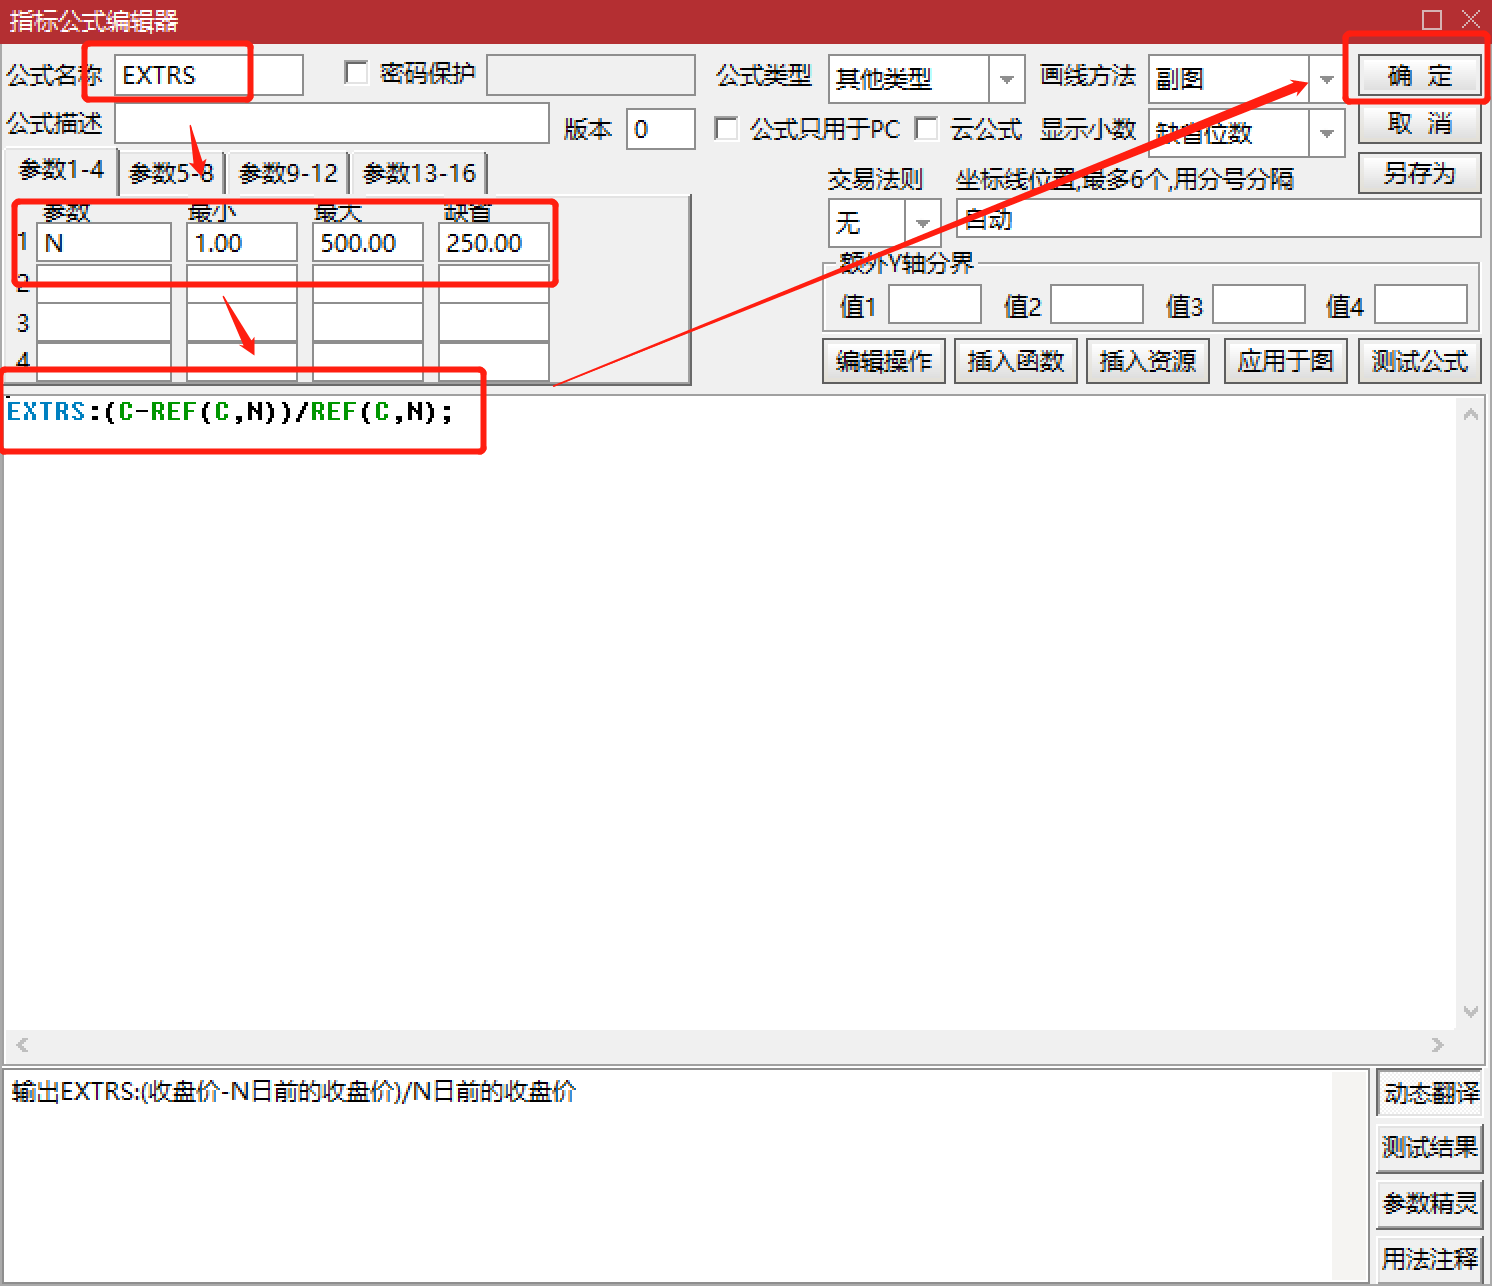 指标公式编辑器
公式名称 EXTRS 密码保护 公式类型 其他类型 画线方法 副图 确 定
公式描述 版本 0 公式只用于PC 云公式 显示小数 缺省位数 取 消
参数1-4 参数5-8 参数9-12 参数13-16 交易法则 坐标线位置,最多6个,用分号分隔 另存为
参数 最小 最大 缺省 无 自动
1 N 1.00 500.00 250.00
2 额外Y轴分界
3 值1 值2 值3 值4
4 编辑操作 插入函数 插入资源 应用于图 测试公式
EXTRS:(C-REF(C,N))/REF(C,N);
输出EXTRS:(收盘价-N日前的收盘价)/N日前的收盘价
动态翻译
测试结果
参数精灵
用法注释